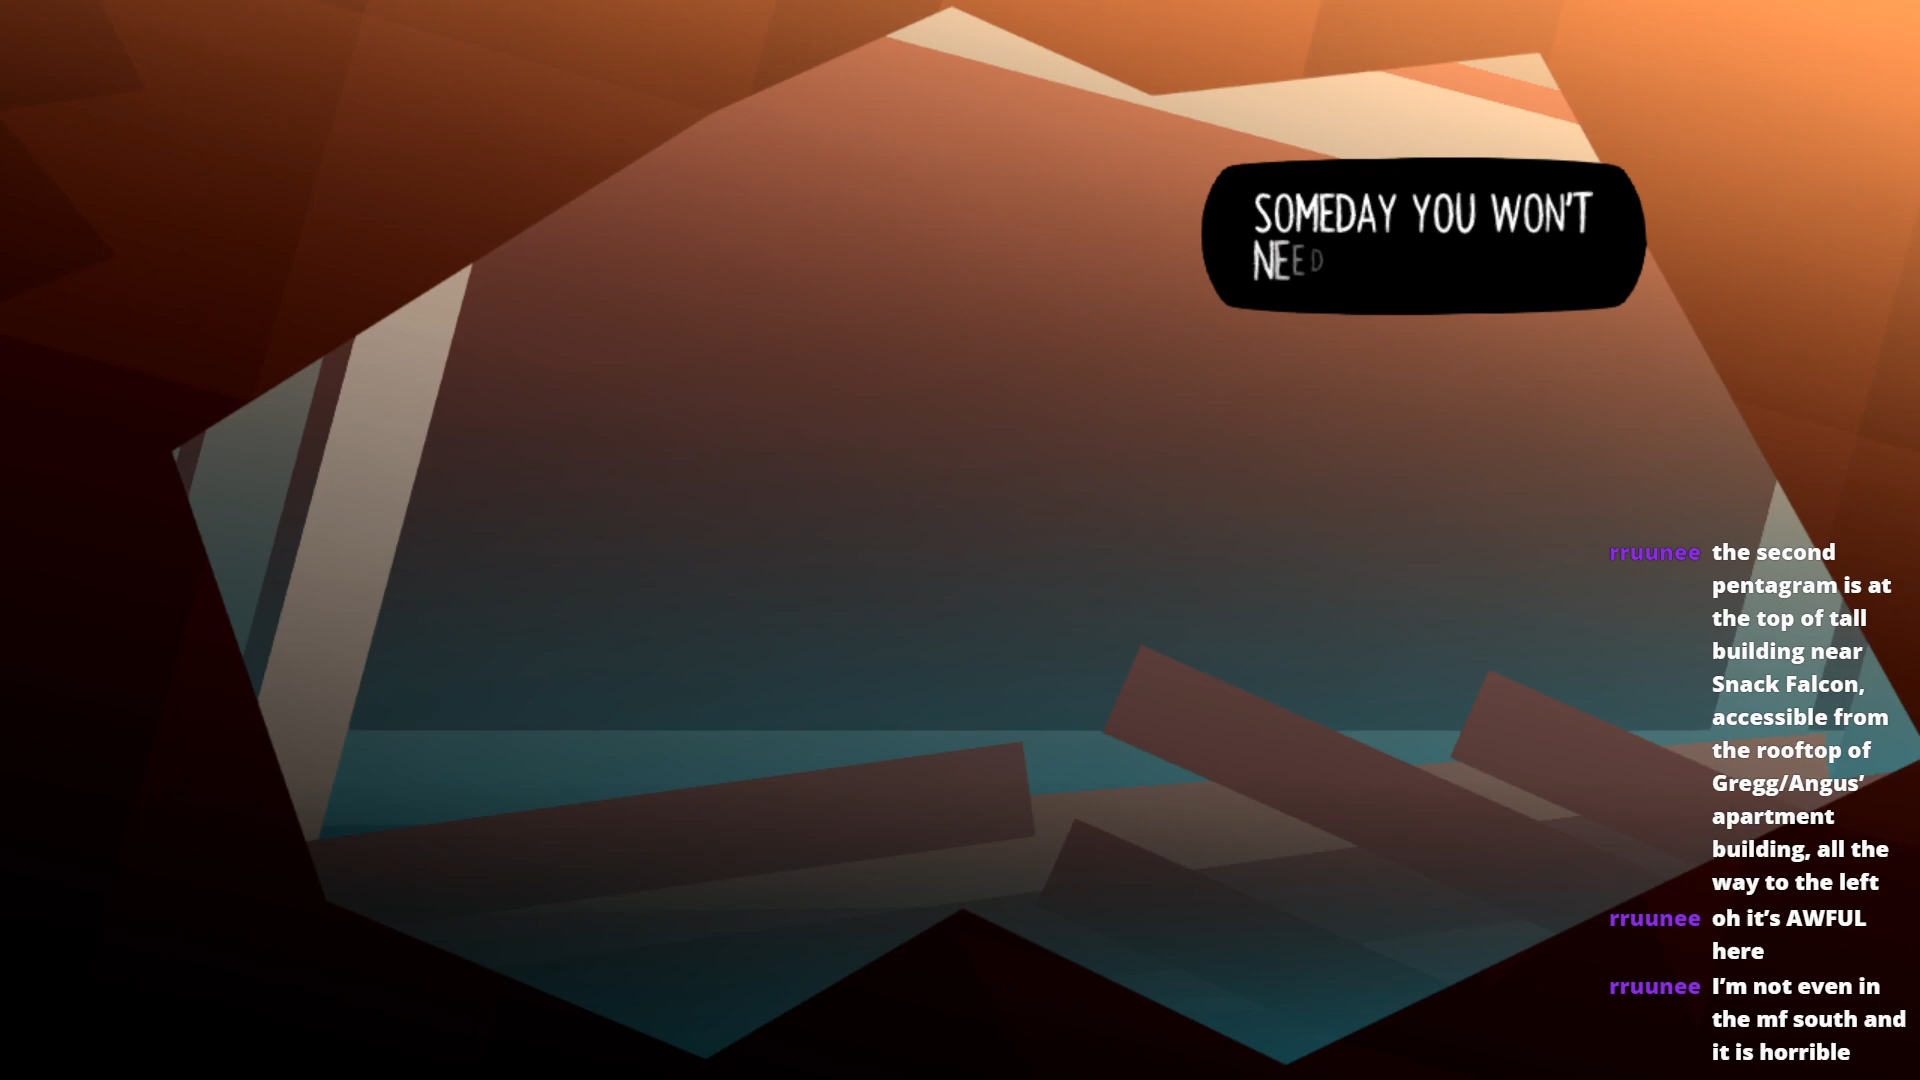 SOMEDAY YOU WON'T
NEED
rruunee the second
pentagram is at
the top of tall
building near
Snack Falcon,
accessible from
the rooftop of
Gregg/Angus’
apartment
building, all the
way to the left
rruunee oh it’s AWFUL
here
rruunee I’m not even in
the mf south and
it is horrible